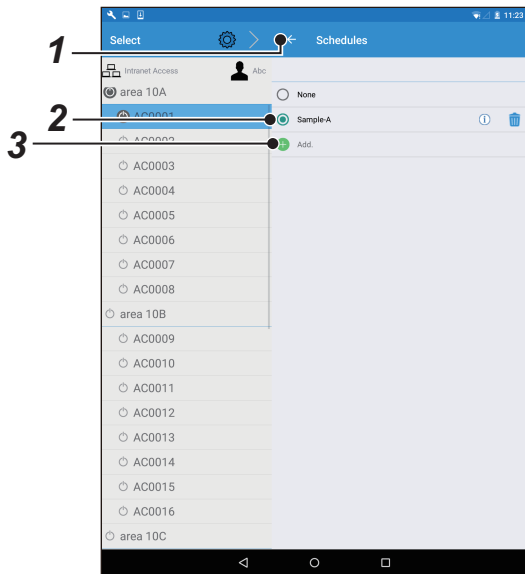 11:23
Select
Schedules
1
Intranet Access
Abc
area 10A
None
AC0001
Sample-A
2
AC0002
Add.
3
AC0003
AC0004
AC0005
AC0006
AC0007
AC0008
area 10B
AC0009
AC0010
AC0011
AC0012
AC0013
AC0014
AC0015
AC0016
area 10C